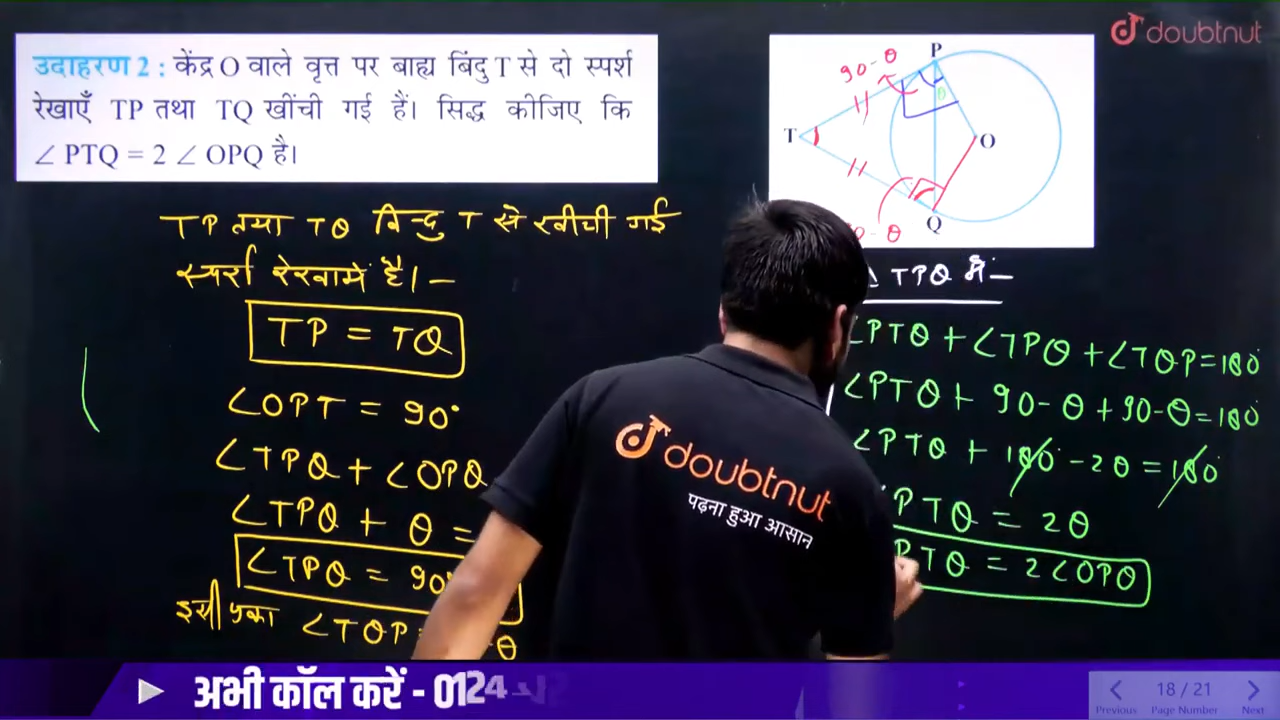 doubtnut
उदाहरण 2 : केंद्र O वाले वृत्त पर बाह्य बिंदु T से दो स्पर्श
रेखाएँ TP तथा TQ खींची गई हैं। सिद्ध कीजिए कि
∠ PTQ = 2 ∠ OPQ है।
P
90-θ
θ
T
O
Q
-θ
TP तथा TQ बिन्दु T से खींची गई
स्पर्श रेखायें है। -
TP = TQ
∠OPT = 90°
∠TPQ + ∠OPQ
∠TPQ + θ =
∠TPQ = 90
इसी प्रका ∠TQP = -θ
△ TPQ में -
∠PTQ + ∠TPQ + ∠TQP = 180°
∠PTQ + 90-θ + 90-θ = 180°
∠PTQ + 180° - 2θ = 180°
PTQ = 2θ
PTQ = 2∠OPQ
doubtnut
पढ़ना हुआ आसान
अभी कॉल करें - 0124
18 / 21
Previous Page Number Next